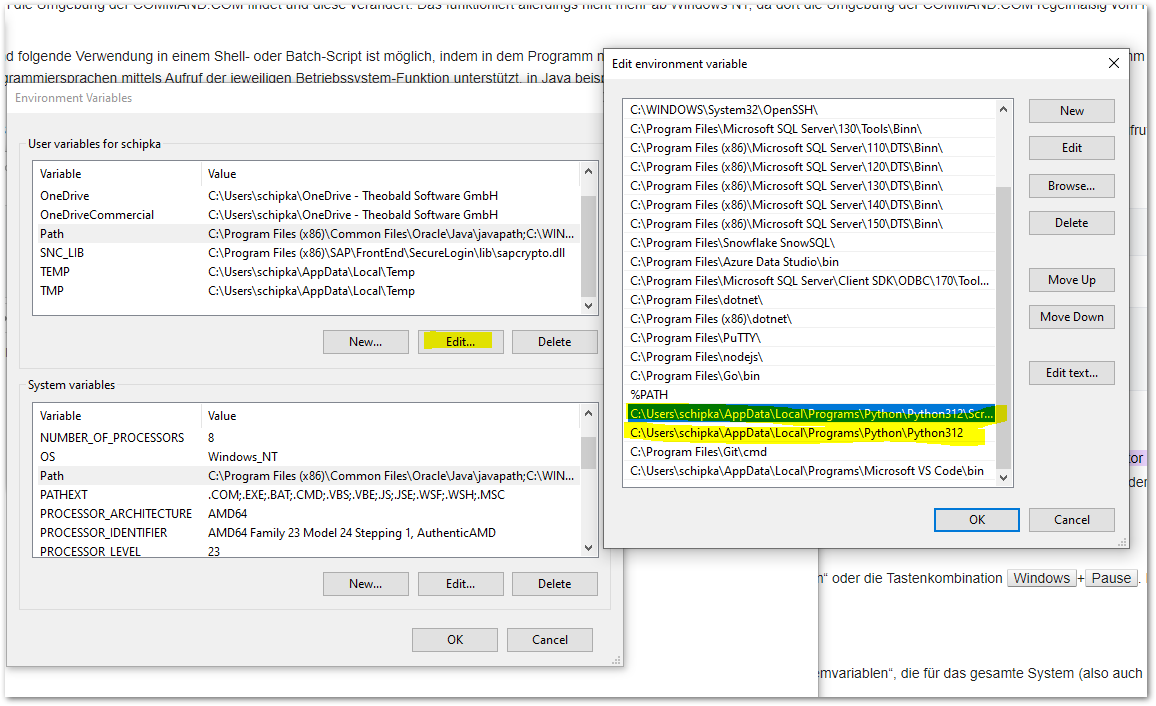 die Umgebung der COMMAND.COM findet und diese verändert. Das funktioniert allerdings nicht mehr ab Windows NT, da dort die Umgebung der COMMAND.COM regelmäßig vom
d folgende Verwendung in einem Shell- oder Batch-Script ist möglich, indem in dem Programm
grammiersprachen mittels Aufruf der jeweiligen Betriebssystem-Funktion unterstützt. in Java
Environment Variables
User variables for schipka
Variable Value
OneDrive C:\Users\schipka\OneDrive - Theobald Software GmbH
OneDriveCommercial C:\Users\schipka\OneDrive - Theobald Software GmbH
Path C:\Program Files (x86)\Common Files\Oracle\Java\javapath;C:\WIN...
SNC_LIB C:\Program Files (x86)\SAP\FrontEnd\SecureLogin\lib\sapcrypto.dll
TEMP C:\Users\schipka\AppData\Local\Temp
TMP C:\Users\schipka\AppData\Local\Temp
New... Edit... Delete
System variables
Variable Value
NUMBER_OF_PROCESSORS 8
OS Windows_NT
Path C:\Program Files (x86)\Common Files\Oracle\Java\javapath;C:\WIN...
PATHEXT .COM;.EXE;.BAT;.CMD;.VBS;.VBE;.JS;.JSE;.WSF;.WSH;.MSC
PROCESSOR_ARCHITECTURE AMD64
PROCESSOR_IDENTIFIER AMD64 Family 23 Model 24 Stepping 1, AuthenticAMD
PROCESSOR_LEVEL 23
New... Edit... Delete
OK Cancel
Edit environment variable
C:\WINDOWS\System32\OpenSSH\
C:\Program Files\Microsoft SQL Server\130\Tools\Binn\
C:\Program Files (x86)\Microsoft SQL Server\110\DTS\Binn\
C:\Program Files (x86)\Microsoft SQL Server\120\DTS\Binn\
C:\Program Files (x86)\Microsoft SQL Server\130\DTS\Binn\
C:\Program Files (x86)\Microsoft SQL Server\140\DTS\Binn\
C:\Program Files (x86)\Microsoft SQL Server\150\DTS\Binn\
C:\Program Files\Snowflake SnowSQL\
C:\Program Files\Azure Data Studio\bin
C:\Program Files\Microsoft SQL Server\Client SDK\ODBC\170\Tool...
C:\Program Files\dotnet\
C:\Program Files (x86)\dotnet\
C:\Program Files\PuTTY\
C:\Program Files\nodejs\
C:\Program Files\Go\bin
%PATH
C:\Users\schipka\AppData\Local\Programs\Python\Python312\Scr...
C:\Users\schipka\AppData\Local\Programs\Python\Python312
C:\Program Files\Git\cmd
C:\Users\schipka\AppData\Local\Programs\Microsoft VS Code\bin
New
Edit
Browse...
Delete
Move Up
Move Down
Edit text...
OK Cancel
oder die Tastenkombination Windows+Pause.
emvariablen“, die für das gesamte System (also auch